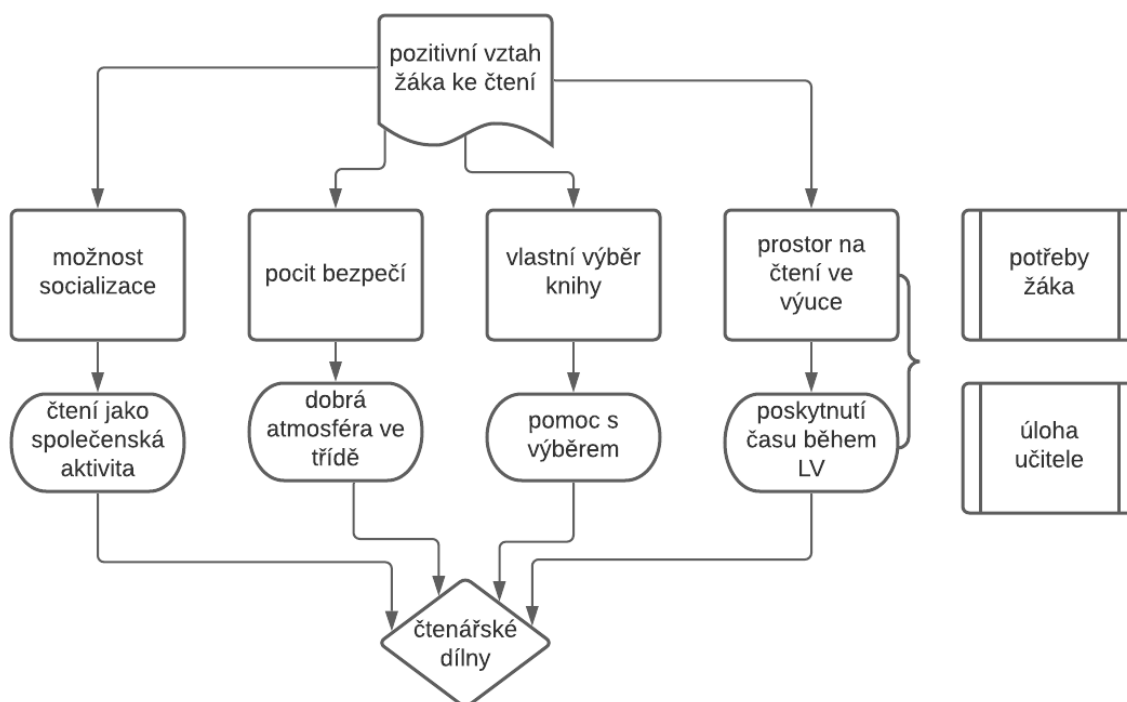 pozitivní vztah
žáka ke čtení
možnost
socializace
pocit bezpečí
vlastní výběr
knihy
prostor na
čtení ve
výuce
potřeby
žáka
čtení jako
společenská
aktivita
dobrá
atmosféra ve
třídě
pomoc s
výběrem
poskytnutí
času během
LV
úloha
učitele
čtenářské
dílny